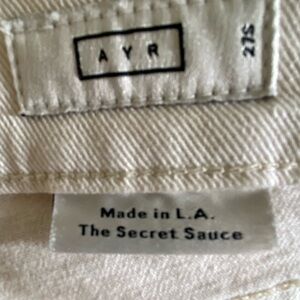 AYR
27S
Made in L.A.
The Secret Sauce